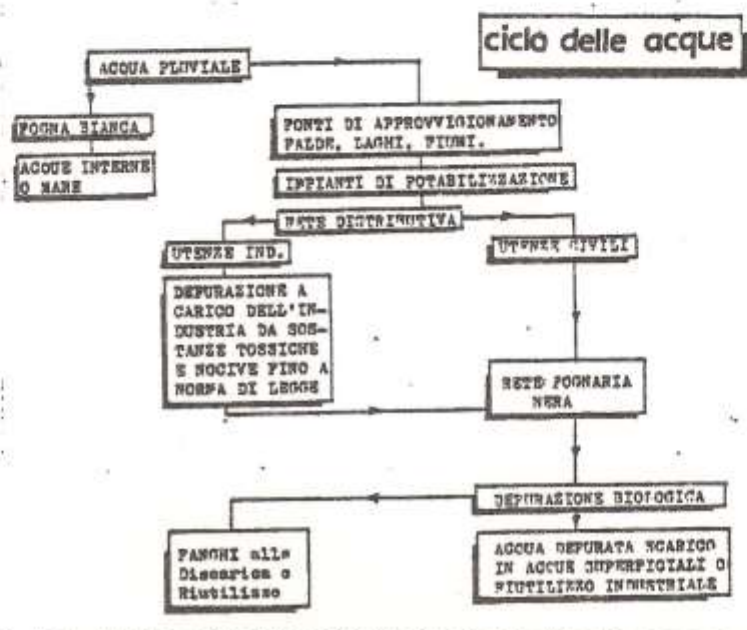 ciclo delle acque
ACQUA PLUVIALE
FOGNA BIANCA
ACQUE INTERNE
O MARE
FONTI DI APPROVVIGIONAMENTO
FALDE, LAGHI, FIUMI.
IMPIANTI DI POTABILIZZAZIONE
RETE DISTRIBUTIVA
UTENZE IND.
UTENZE CIVILI
DEPURAZIONE A
CARICO DELL'IN-
DUSTRIA DA SOS-
TANZE TOSSICHE
E NOCIVE FINO A
NORMA DI LEGGE
RETE FOGNARIA
NERA
DEPURAZIONE BIOLOGICA
FANGHI alla
Discarica o
Riutilizzo
ACQUA DEPURATA SCARICO
IN ACQUE SUPERFICIALI O
RIUTILIZZO INDUSTRIALE